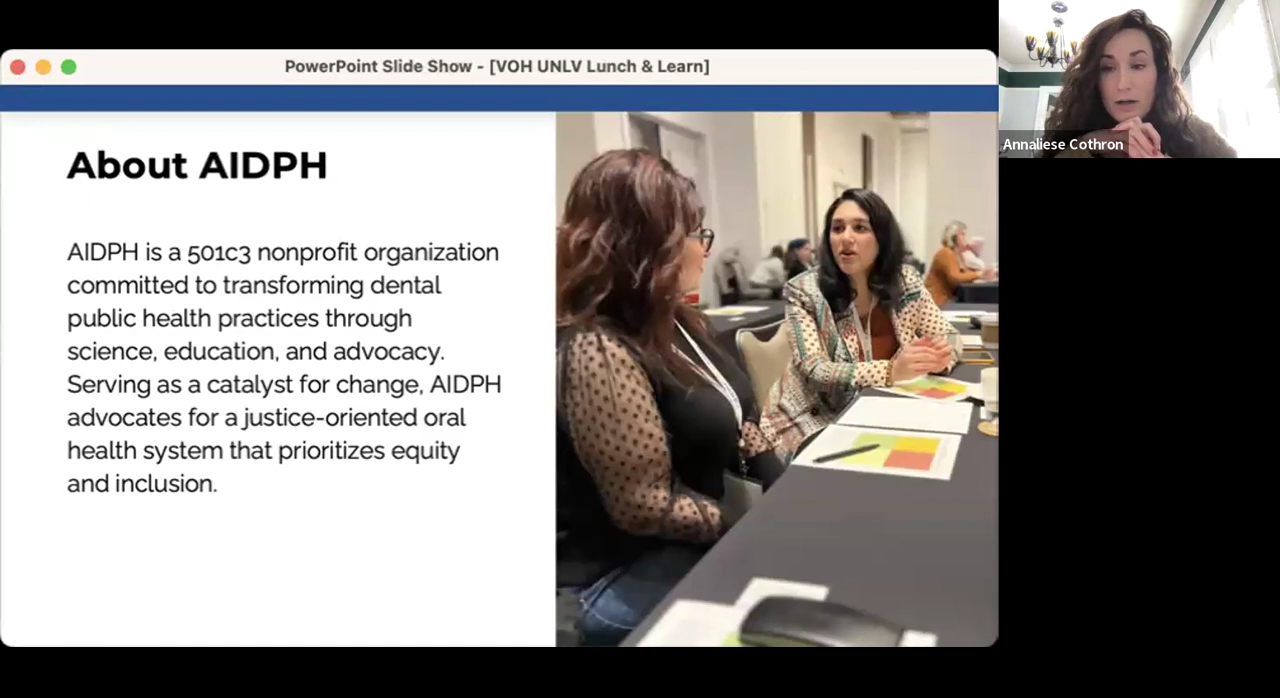 PowerPoint Slide Show - [VOH UNLV Lunch & Learn]
About AIDPH
AIDPH is a 501c3 nonprofit organization
committed to transforming dental
public health practices through
science, education, and advocacy.
Serving as a catalyst for change, AIDPH
advocates for a justice-oriented oral
health system that prioritizes equity
and inclusion.
Annaliese Cothron